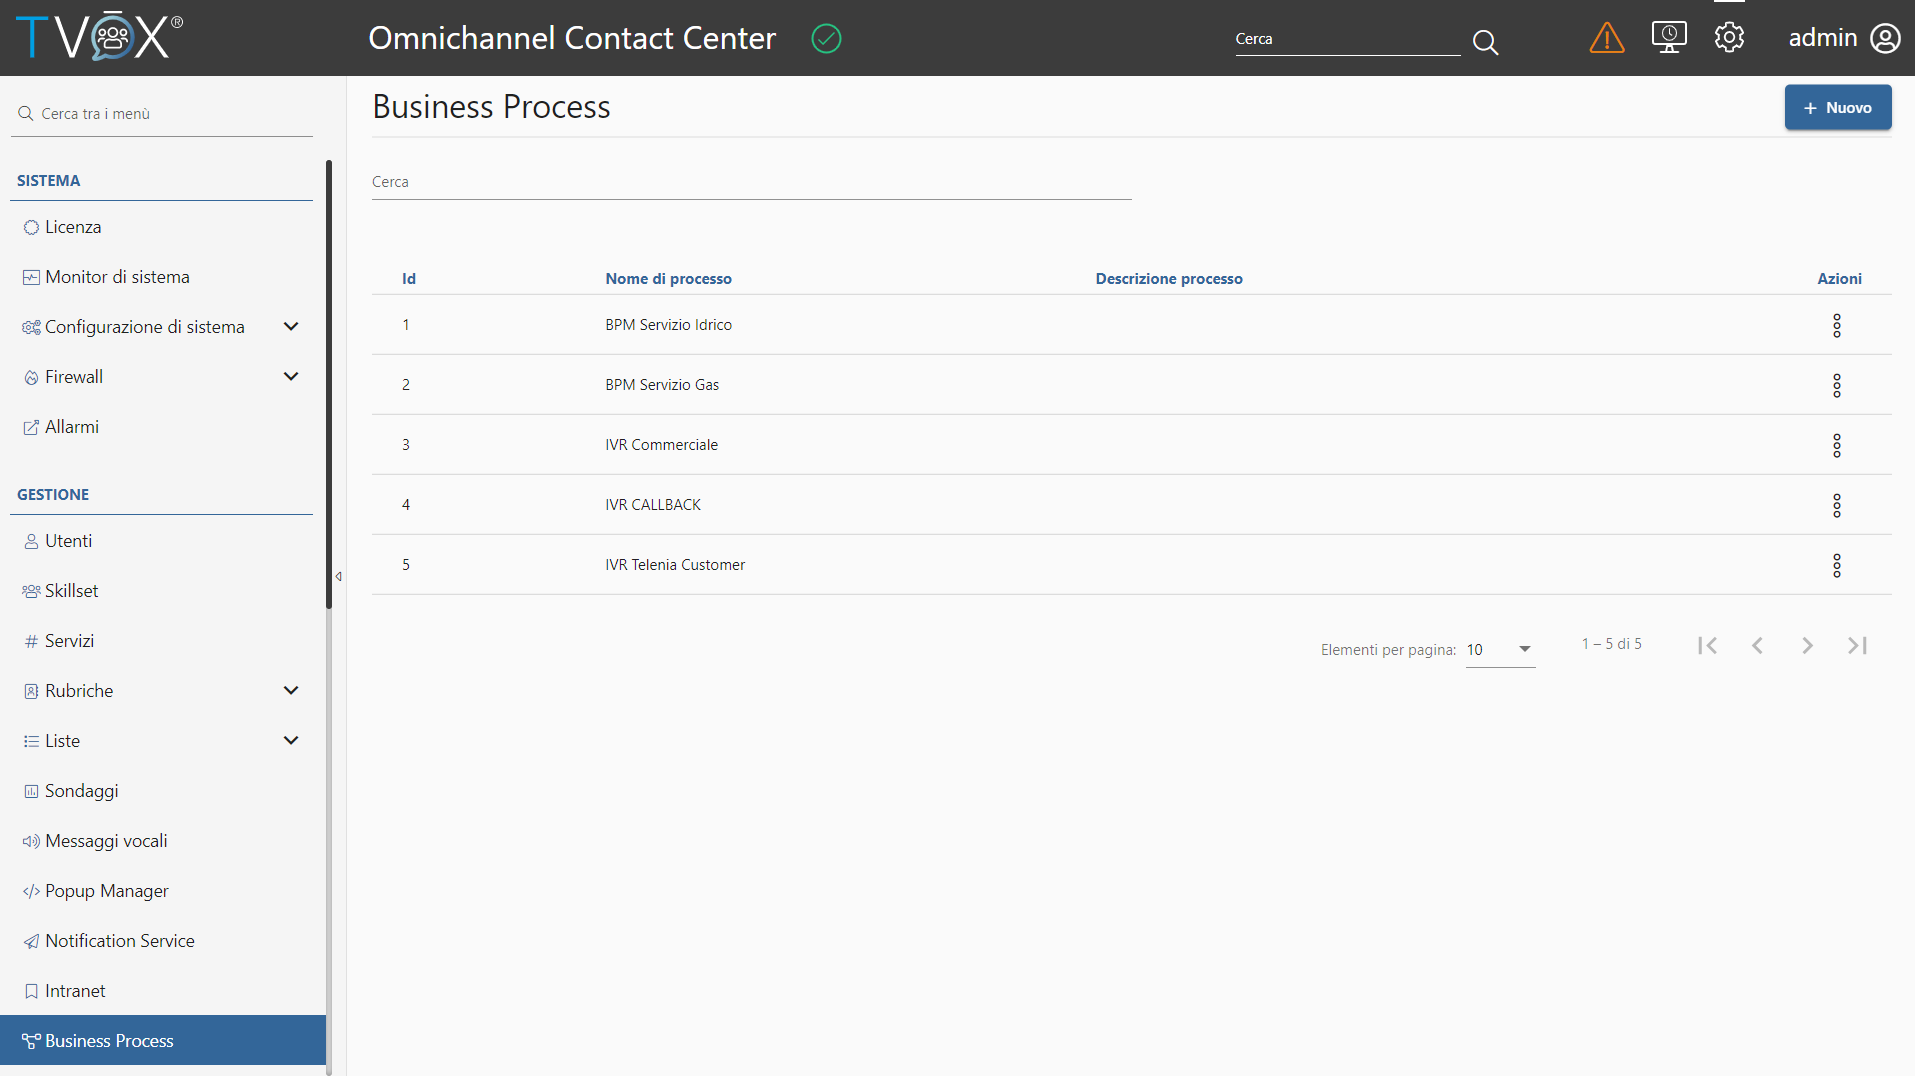 TVOX®
Omnichannel Contact Center
Cerca
admin
Cerca tra i menù
SISTEMA
Licenza
Monitor di sistema
Configurazione di sistema
Firewall
Allarmi
GESTIONE
Utenti
Skillset
Servizi
Rubriche
Liste
Sondaggi
Messaggi vocali
Popup Manager
Notification Service
Intranet
Business Process
Business Process
+ Nuovo
Cerca
Id Nome di processo Descrizione processo Azioni
1 BPM Servizio Idrico
2 BPM Servizio Gas
3 IVR Commerciale
4 IVR CALLBACK
5 IVR Telenia Customer
Elementi per pagina: 10 1 – 5 di 5